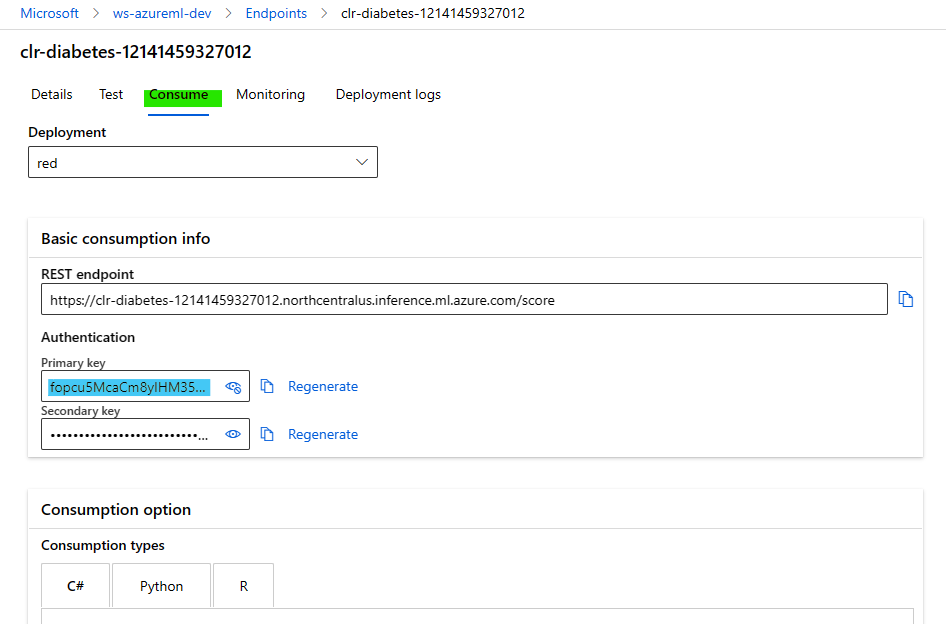 Microsoft > ws-azureml-dev > Endpoints > clr-diabetes-12141459327012
clr-diabetes-12141459327012
Details Test Consume Monitoring Deployment logs
Deployment
red
Basic consumption info
REST endpoint
https://clr-diabetes-12141459327012.northcentralus.inference.ml.azure.com/score
Authentication
Primary key
fopcu5McaCm8yIHM35... Regenerate
Secondary key
••••••••••••••••••••••••••... Regenerate
Consumption option
Consumption types
C# Python R